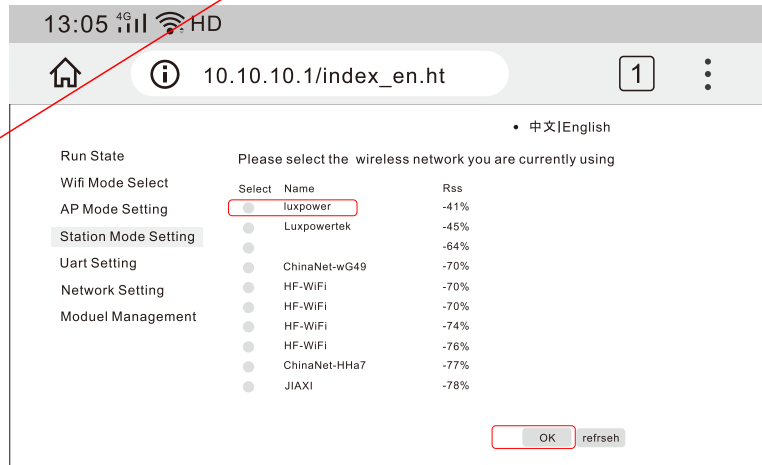 13:05 4G HD
10.10.10.1/index_en.ht
1
• 中文|English
Run State
Wifi Mode Select
AP Mode Setting
Station Mode Setting
Uart Setting
Network Setting
Moduel Management
Please select the wireless network you are currently using
Select Name Rss
luxpower -41%
Luxpowertek -45%
-64%
ChinaNet-wG49 -70%
HF-WiFi -70%
HF-WiFi -70%
HF-WiFi -74%
HF-WiFi -76%
ChinaNet-HHa7 -77%
JIAXI -78%
OK refrseh